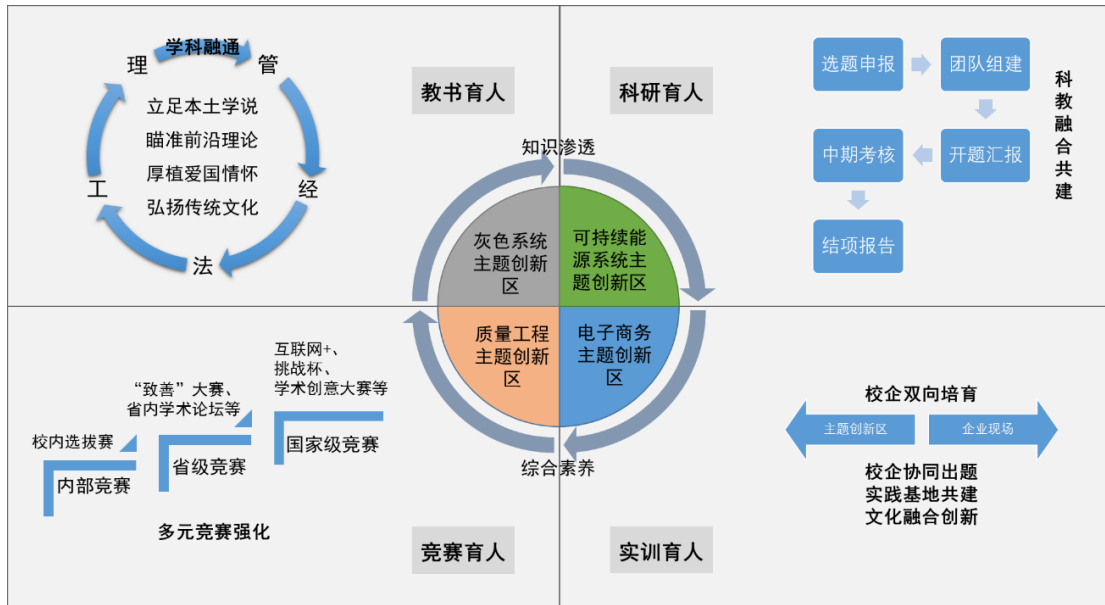 学科融通
理
管
经
法
工
立足本土学说
瞄准前沿理论
厚植爱国情怀
弘扬传统文化
教书育人
科研育人
选题申报
团队组建
中期考核
开题汇报
结项报告
科教融合共建
知识渗透
灰色系统
主题创新
区
可持续能
源系统主
题创新区
质量工程
主题创新
区
电子商务
主题创新
区
综合素养
互联网+、
挑战杯、
学术创意大赛等
“致善”大赛、
省内学术论坛等
校内选拔赛
内部竞赛
省级竞赛
国家级竞赛
多元竞赛强化
竞赛育人
实训育人
校企双向培育
主题创新区
企业现场
校企协同出题
实践基地共建
文化融合创新